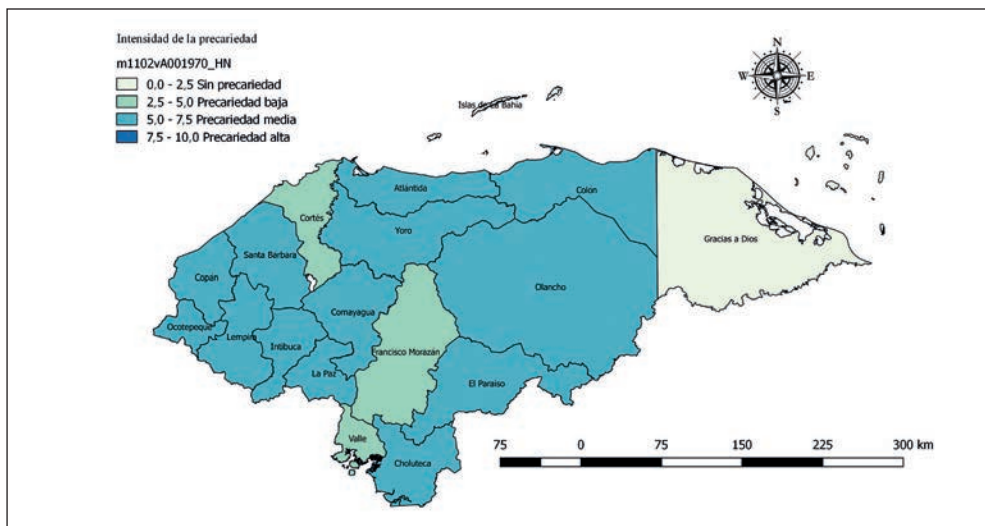 Intensidad de la precariedad
m1102vA001970_HN
0,0 - 2,5 Sin precariedad
2,5 - 5,0 Precariedad baja
5,0 - 7,5 Precariedad media
7,5 - 10,0 Precariedad alta
N
W E
S
Islas de La Bahía
Atlántida
Colón
Cortés
Yoro
Gracias a Dios
Santa Bárbara
Copán
Olancho
Comayagua
Ocotepeque
Lempira
Intibuca
Francisco Morazán
La Paz
El Paraíso
Valle
Choluteca
75 0 75 150 225 300 km